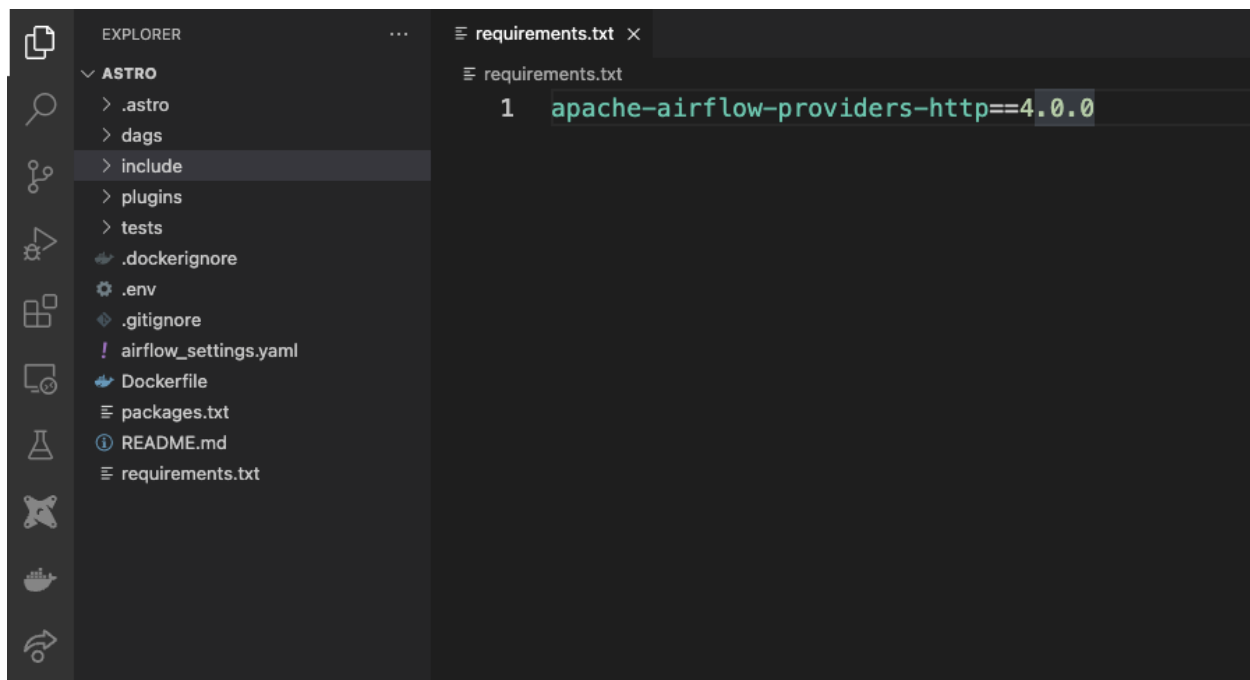 EXPLORER ...
ASTRO
.astro
dags
include
plugins
tests
.dockerignore
.env
.gitignore
airflow_settings.yaml
Dockerfile
packages.txt
README.md
requirements.txt
requirements.txt
requirements.txt
1 apache-airflow-providers-http==4.0.0